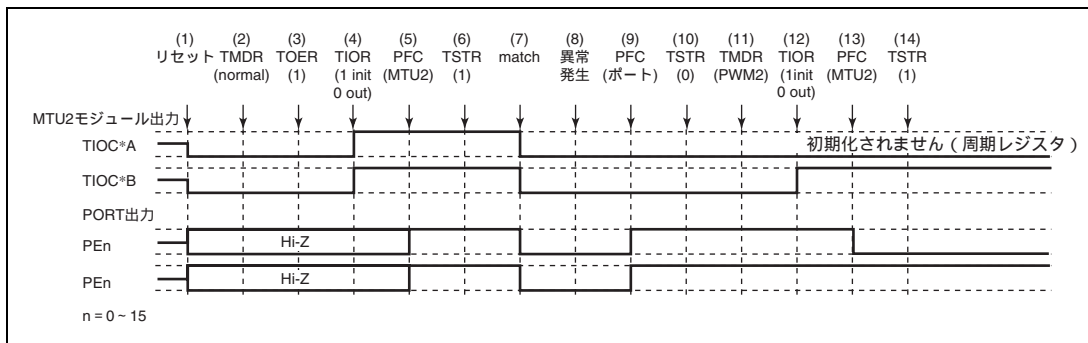 (1) (2) (3) (4) (5) (6) (7) (8) (9) (10) (11) (12) (13) (14)
リセット TMDR TOER TIOR PFC TSTR match 異常 PFC TSTR TMDR TIOR PFC TSTR
(normal) (1) (1 init (MTU2) (1) 発生 (ポート) (0) (PWM2) (1init (MTU2) (1)
0 out) 0 out)
MTU2モジュール出力
TIOC*A 初期化されません ( 周期レジスタ )
TIOC*B
PORT出力
PEn Hi-Z
PEn Hi-Z
n = 0 ~ 15